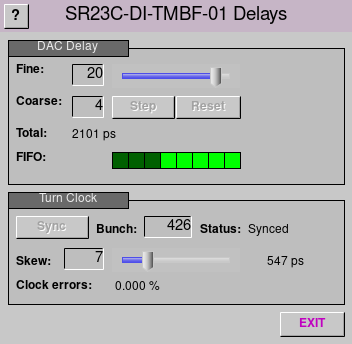 ? SR23C-DI-TMBF-01 Delays
DAC Delay
Fine: 20
Coarse: 4 Step Reset
Total: 2101 ps
FIFO:
Turn Clock
Sync Bunch: 426 Status: Synced
Skew: 7 547 ps
Clock errors: 0.000 %
EXIT